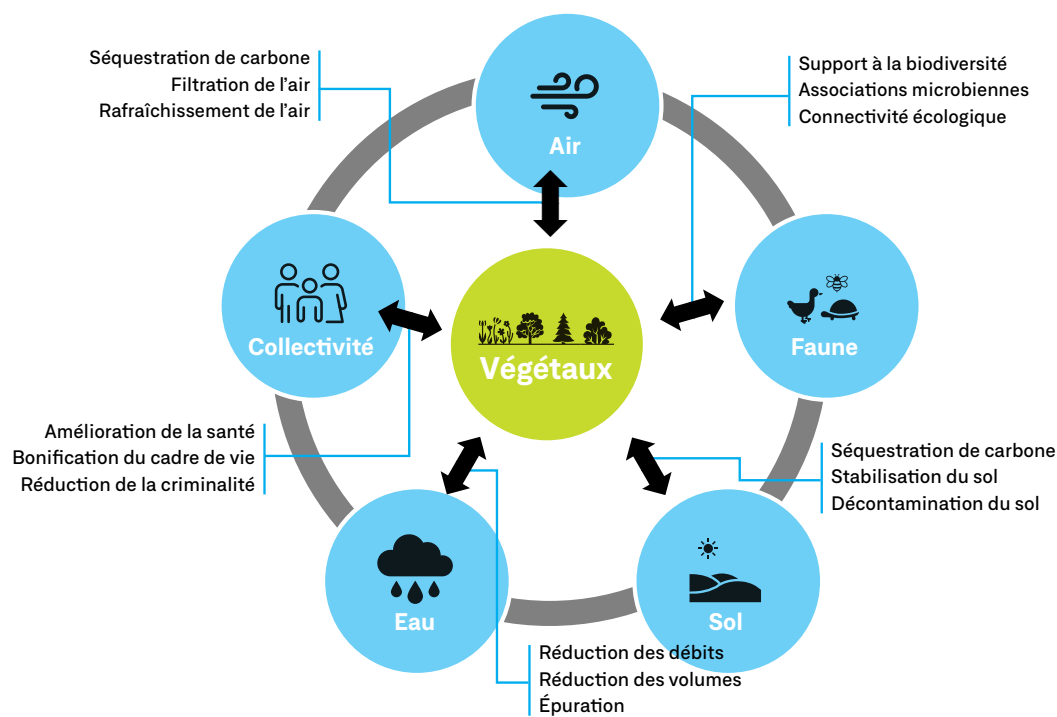 Séquestration de carbone
Filtration de l’air
Rafraîchissement de l’air
Support à la biodiversité
Associations microbiennes
Connectivité écologique
Air
Collectivité
Végétaux
Faune
Amélioration de la santé
Bonification du cadre de vie
Réduction de la criminalité
Séquestration de carbone
Stabilisation du sol
Décontamination du sol
Eau
Sol
Réduction des débits
Réduction des volumes
Épuration